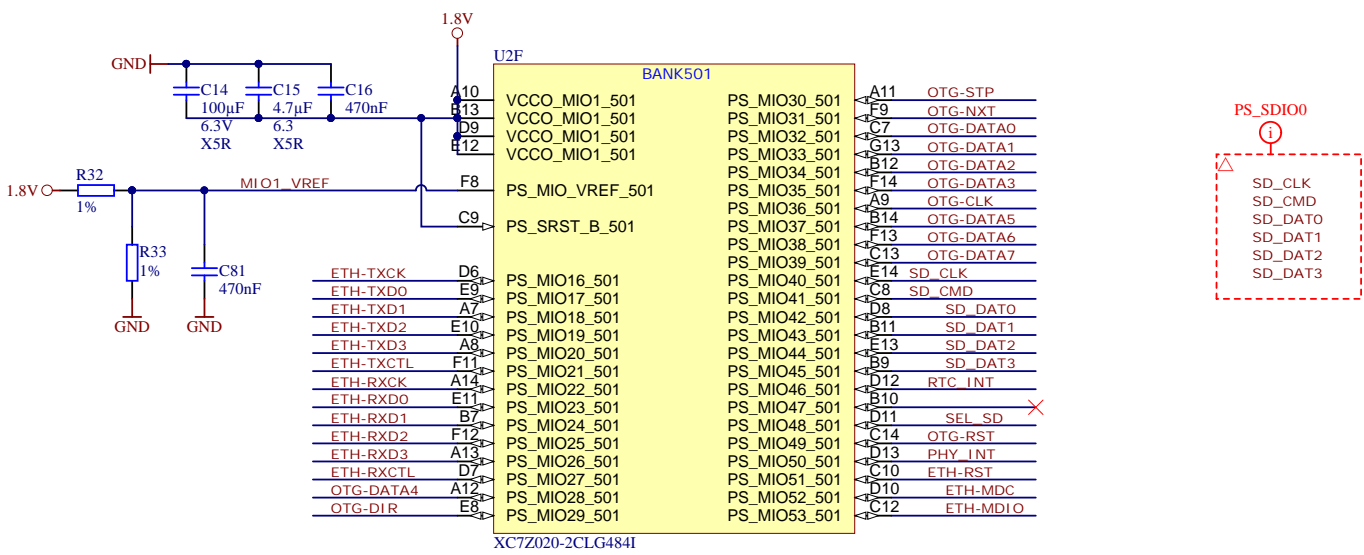 1.8V
U2F
BANK501
GND
C14
100µF
6.3V
X5R
C15
4.7µF
6.3
X5R
C16
470nF
A10 VCCO_MIO1_501
B13 VCCO_MIO1_501
D9 VCCO_MIO1_501
E12 VCCO_MIO1_501
1.8V
R32
1%
MIO1_VREF
F8 PS_MIO_VREF_501
C9 PS_SRST_B_501
R33
1%
C81
470nF
GND
GND
ETH-TXCK D6 PS_MIO16_501
ETH-TXD0 E9 PS_MIO17_501
ETH-TXD1 A7 PS_MIO18_501
ETH-TXD2 E10 PS_MIO19_501
ETH-TXD3 A8 PS_MIO20_501
ETH-TXCTL F11 PS_MIO21_501
ETH-RXCK A14 PS_MIO22_501
ETH-RXD0 E11 PS_MIO23_501
ETH-RXD1 B7 PS_MIO24_501
ETH-RXD2 F12 PS_MIO25_501
ETH-RXD3 A13 PS_MIO26_501
ETH-RXCTL D7 PS_MIO27_501
OTG-DATA4 A12 PS_MIO28_501
OTG-DIR E8 PS_MIO29_501
PS_MIO30_501 A11 OTG-STP
PS_MIO31_501 F9 OTG-NXT
PS_MIO32_501 C7 OTG-DATA0
PS_MIO33_501 G13 OTG-DATA1
PS_MIO34_501 B12 OTG-DATA2
PS_MIO35_501 F14 OTG-DATA3
PS_MIO36_501 A9 OTG-CLK
PS_MIO37_501 B14 OTG-DATA5
PS_MIO38_501 F13 OTG-DATA6
PS_MIO39_501 C13 OTG-DATA7
PS_MIO40_501 E14 SD_CLK
PS_MIO41_501 C8 SD_CMD
PS_MIO42_501 D8 SD_DAT0
PS_MIO43_501 B11 SD_DAT1
PS_MIO44_501 E13 SD_DAT2
PS_MIO45_501 B9 SD_DAT3
PS_MIO46_501 D12 RTC_INT
PS_MIO47_501 B10
PS_MIO48_501 D11 SEL_SD
PS_MIO49_501 C14 OTG-RST
PS_MIO50_501 D13 PHY_INT
PS_MIO51_501 C10 ETH-RST
PS_MIO52_501 D10 ETH-MDC
PS_MIO53_501 C12 ETH-MDIO
XC7Z020-2CLG484I
PS_SDIO0
i
SD_CLK
SD_CMD
SD_DAT0
SD_DAT1
SD_DAT2
SD_DAT3